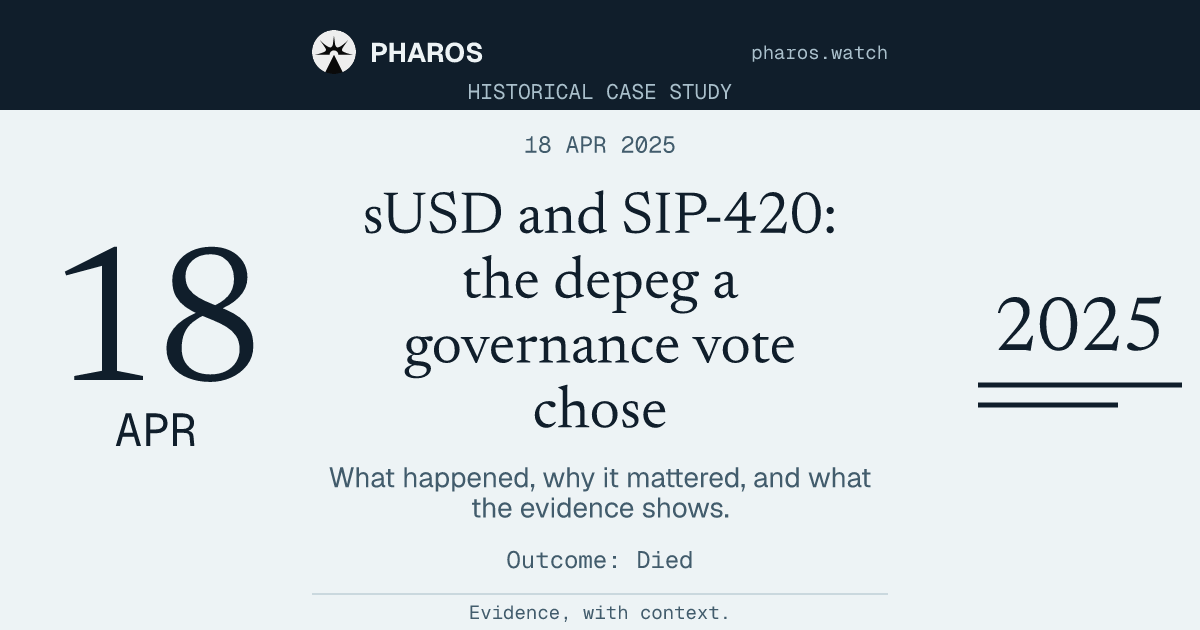 PHAROS
pharos.watch
HISTORICAL CASE STUDY
18 APR 2025
sUSD and SIP-420:
the depeg a
governance vote
chose
18
APR
2025
What happened, why it mattered, and what
the evidence shows.
Outcome: Died
Evidence, with context.